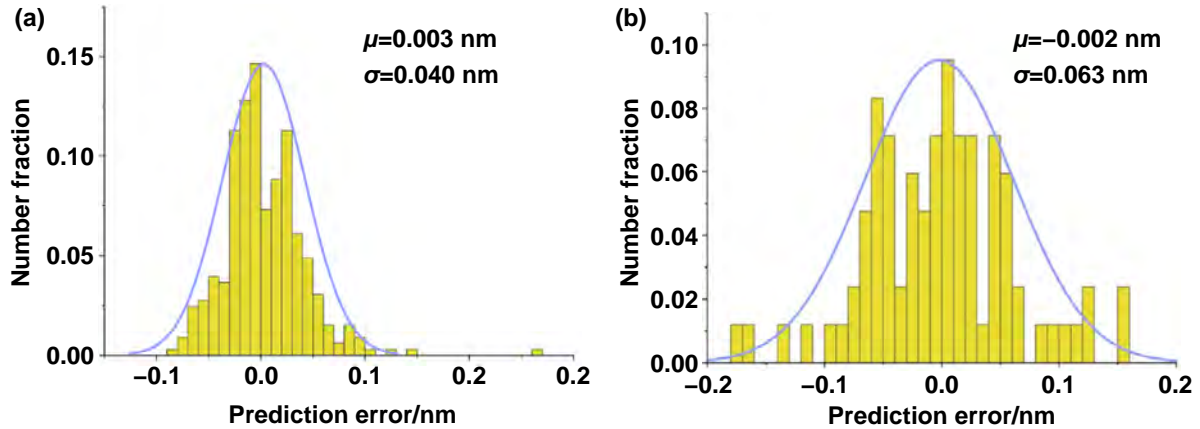 (a)
μ=0.003 nm
σ=0.040 nm
Number fraction
0.15
0.10
0.05
0.00
−0.1 0.0 0.1 0.2 0.2
Prediction error/nm
(b)
μ=−0.002 nm
σ=0.063 nm
Number fraction
0.10
0.08
0.06
0.04
0.02
0.00
−0.2 −0.1 0.0 0.1 0.2
Prediction error/nm